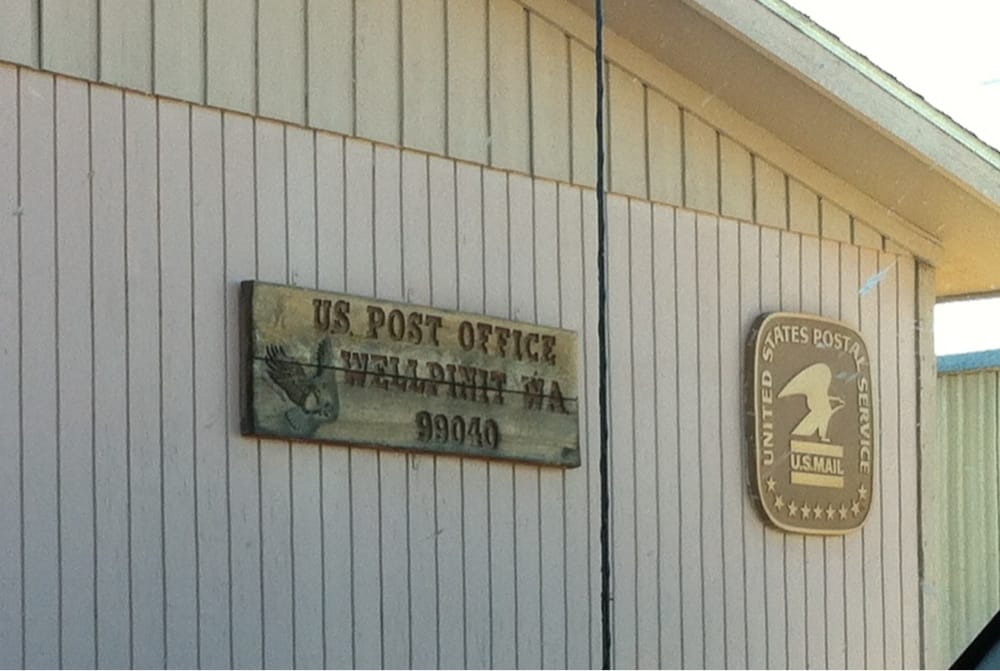 US POST OFFICE
WELLPINIT WA
99040
UNITED STATES POSTAL SERVICE
U.S.MAIL